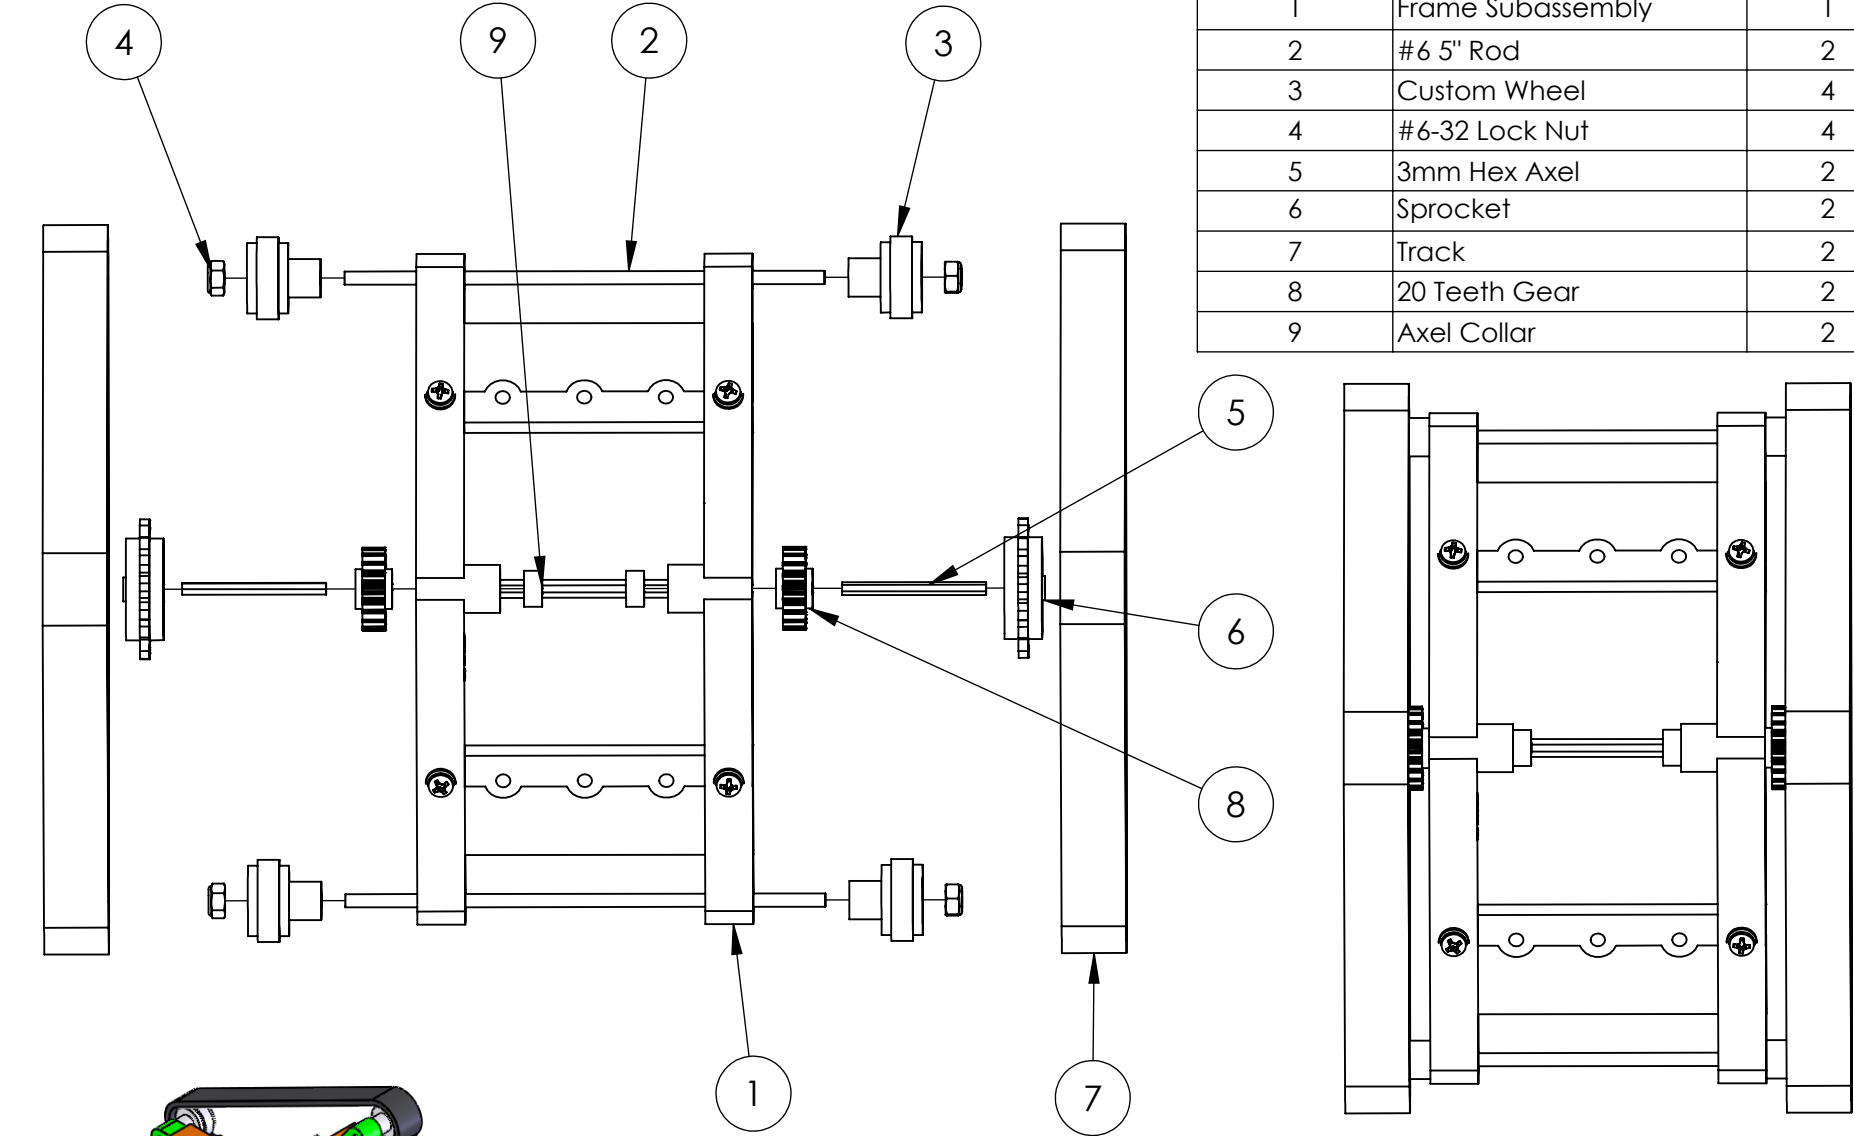 4
9
2
3
1 Frame Subassembly 1
2 #6 5" Rod 2
3 Custom Wheel 4
4 #6-32 Lock Nut 4
5 3mm Hex Axel 2
6 Sprocket 2
7 Track 2
8 20 Teeth Gear 2
9 Axel Collar 2
5
6
8
1
7